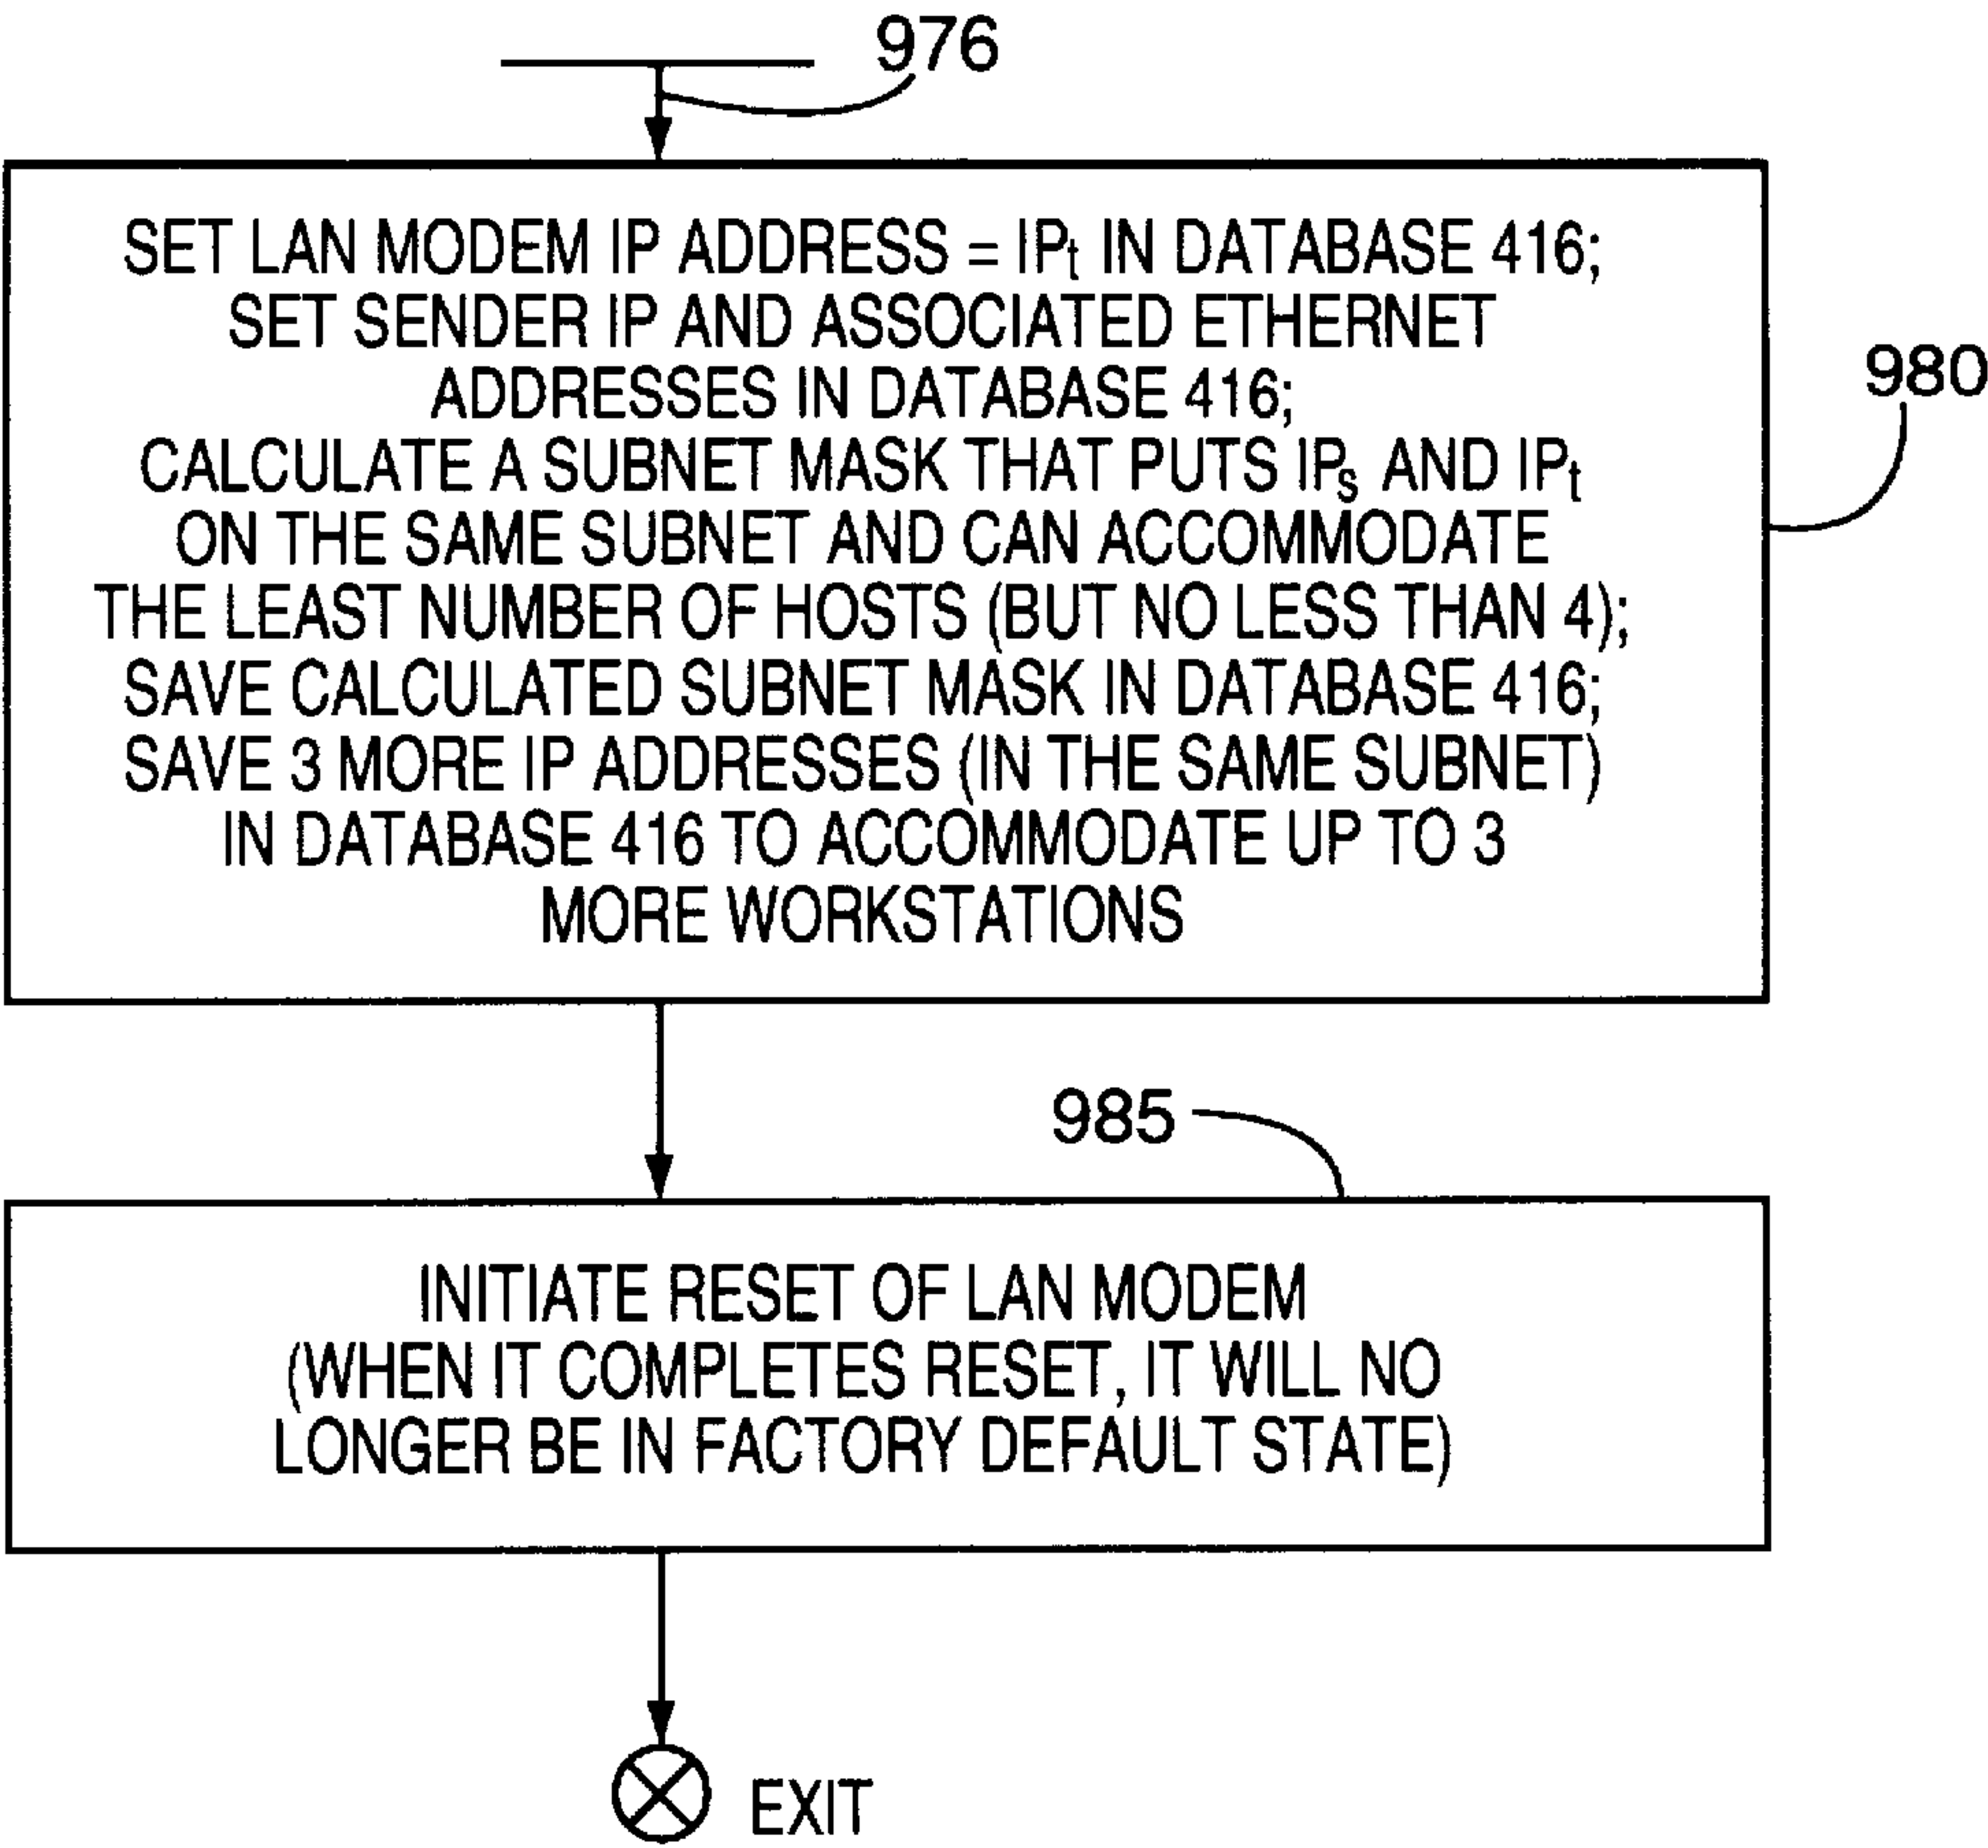 976
SET LAN MODEM IP ADDRESS = IPt IN DATABASE 416;
SET SENDER IP AND ASSOCIATED ETHERNET
ADDRESSES IN DATABASE 416;
CALCULATE A SUBNET MASK THAT PUTS IPs AND IPt
ON THE SAME SUBNET AND CAN ACCOMMODATE
THE LEAST NUMBER OF HOSTS (BUT NO LESS THAN 4);
SAVE CALCULATED SUBNET MASK IN DATABASE 416;
SAVE 3 MORE IP ADDRESSES (IN THE SAME SUBNET)
IN DATABASE 416 TO ACCOMMODATE UP TO 3
MORE WORKSTATIONS
980
985
INITIATE RESET OF LAN MODEM
(WHEN IT COMPLETES RESET, IT WILL NO
LONGER BE IN FACTORY DEFAULT STATE)
EXIT